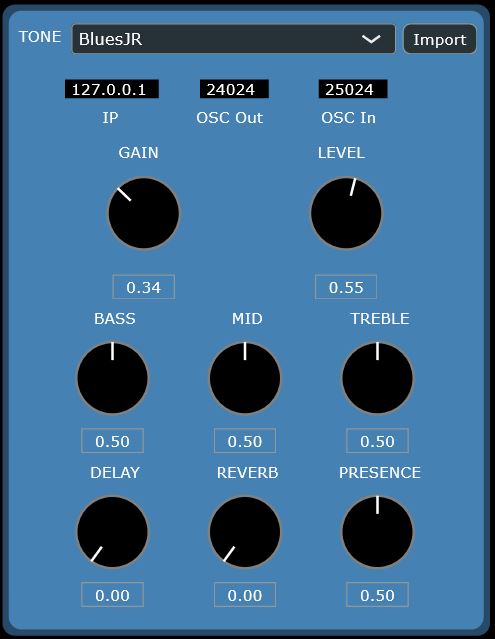 TONE BluesJR Import
127.0.0.1 24024 25024
IP OSC Out OSC In
GAIN LEVEL
0.34 0.55
BASS MID TREBLE
0.50 0.50 0.50
DELAY REVERB PRESENCE
0.00 0.00 0.50